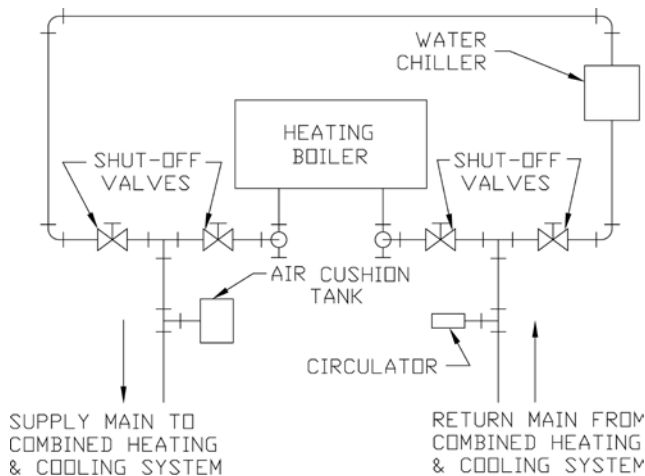 WATER
CHILLER
HEATING
BOILER
SHUT-OFF
VALVES
SHUT-OFF
VALVES
AIR CUSHION
TANK
CIRCULATOR
SUPPLY MAIN TO
COMBINED HEATING
& COOLING SYSTEM
RETURN MAIN FROM
COMBINED HEATING
& COOLING SYSTEM